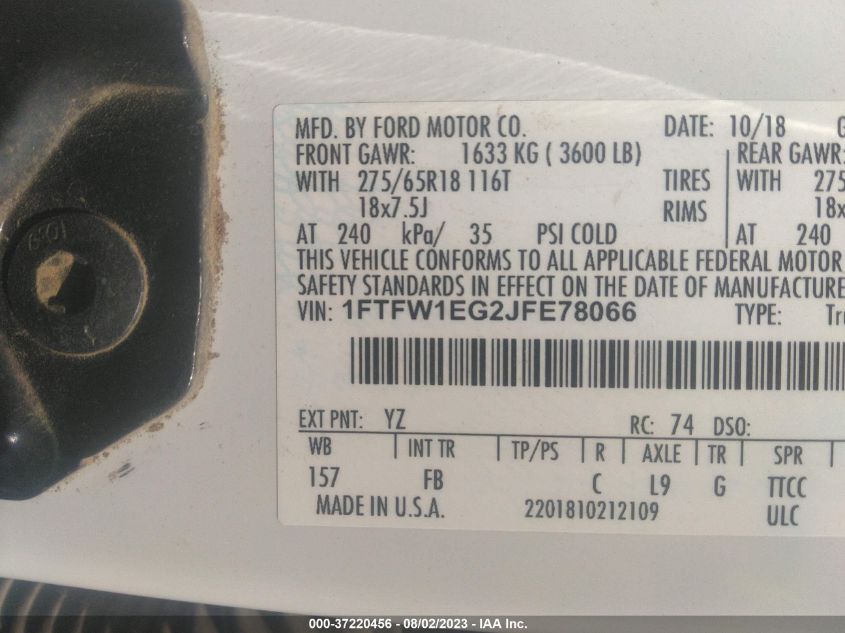 MFD. BY FORD MOTOR CO. DATE: 10/18 G
FRONT GAWR: 1633 KG ( 3600 LB) REAR GAWR:
WITH 275/65R18 116T TIRES WITH 275
18x7.5J RIMS 18x
AT 240 kPa/ 35 PSI COLD AT 240
THIS VEHICLE CONFORMS TO ALL APPLICABLE FEDERAL MOTOR
SAFETY STANDARDS IN EFFECT ON THE DATE OF MANUFACTURE
VIN: 1FTFW1EG2JFE78066 TYPE: Tr
EXT PNT: YZ RC: 74 DSO:
WB INT TR TP/PS R AXLE TR SPR
157 FB C L9 G TTCC
MADE IN U.S.A. 2201810212109 ULC
000-37220456 - 08/02/2023 - IAA Inc.